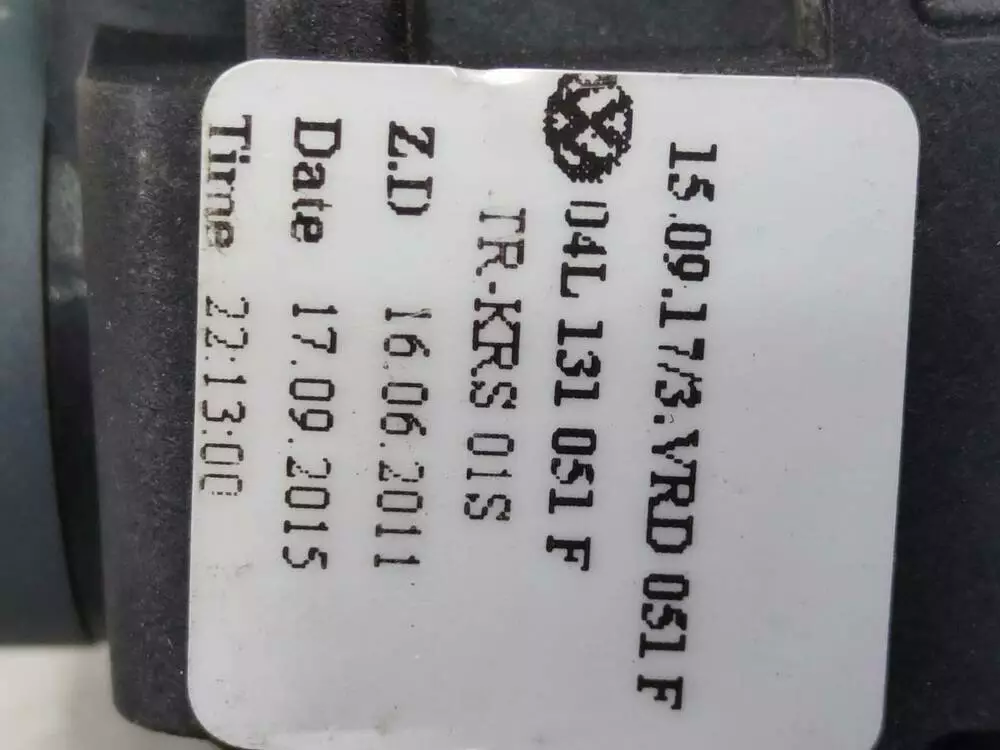 15.09.17/3.VRD 051 F
04L 131 051 F
TR.-KRS 01S
Z.D 16.06.2011
Date 17.09.2015
Time 22:13:00